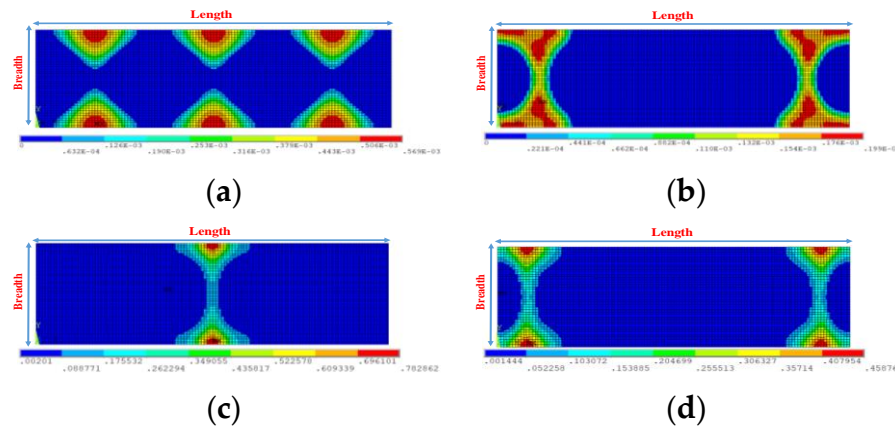 Length
Breadth
Y
0 .126E-03 .253E-03 .379E-03 .506E-03
.632E-04 .190E-03 .316E-03 .443E-03 .569E-03
(a)
Length
Breadth
Y
0 .441E-04 .882E-04 .132E-03 .176E-03
.221E-04 .662E-04 .110E-03 .154E-03 .199E-03
(b)
Length
Breadth
Y
.00201 .175532 .349055 .522578 .696101
.088771 .262294 .435817 .609339 .782862
(c)
Length
Breadth
Y
.001444 .103072 .204699 .306327 .407954
.052258 .153885 .255513 .35714 .45876
(d)